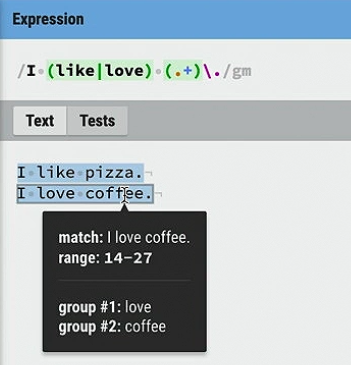 Expression
/I (like|love) (.+)\./gm
Text Tests
I like pizza.¬
I love coffee.¬
match: I love coffee.
range: 14–27
group #1: love
group #2: coffee